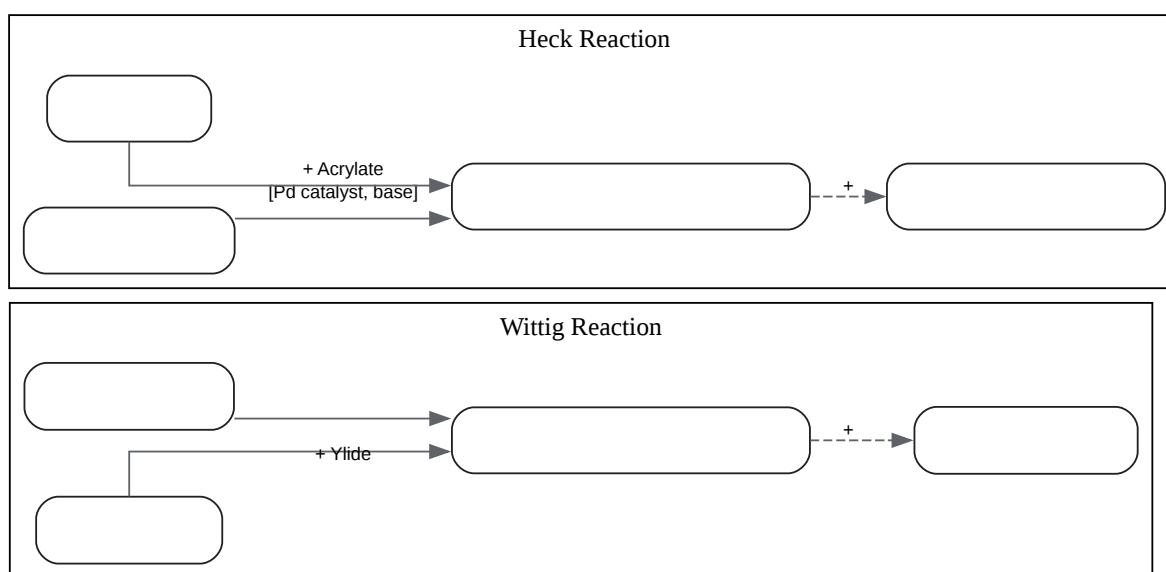 Heck Reaction
+ Acrylate
[Pd catalyst, base]
+
Wittig Reaction
+ Ylide
+